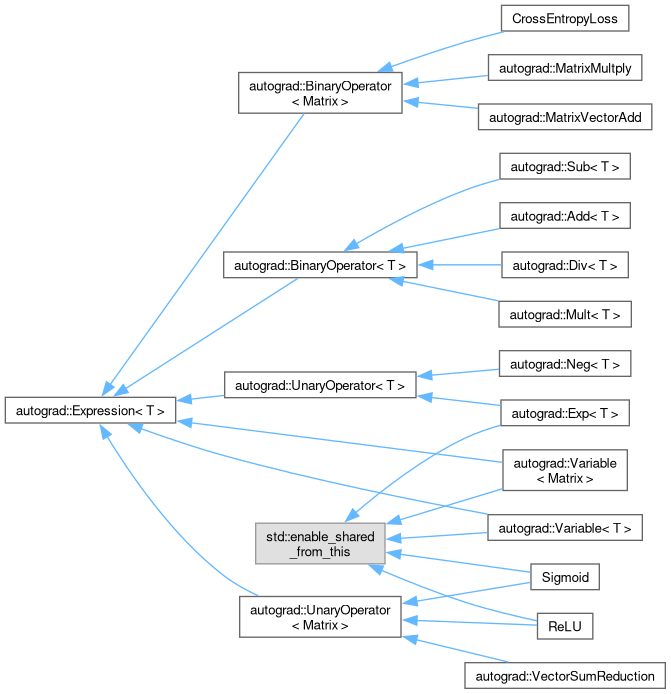 CrossEntropyLoss
autograd::BinaryOperator
< Matrix >
autograd::MatrixMultply
autograd::MatrixVectorAdd
autograd::Sub< T >
autograd::Add< T >
autograd::BinaryOperator< T >
autograd::Div< T >
autograd::Mult< T >
autograd::Neg< T >
autograd::UnaryOperator< T >
autograd::Expression< T >
autograd::Exp< T >
autograd::Variable
< Matrix >
autograd::Variable< T >
std::enable_shared
_from_this
Sigmoid
autograd::UnaryOperator
< Matrix >
ReLU
autograd::VectorSumReduction